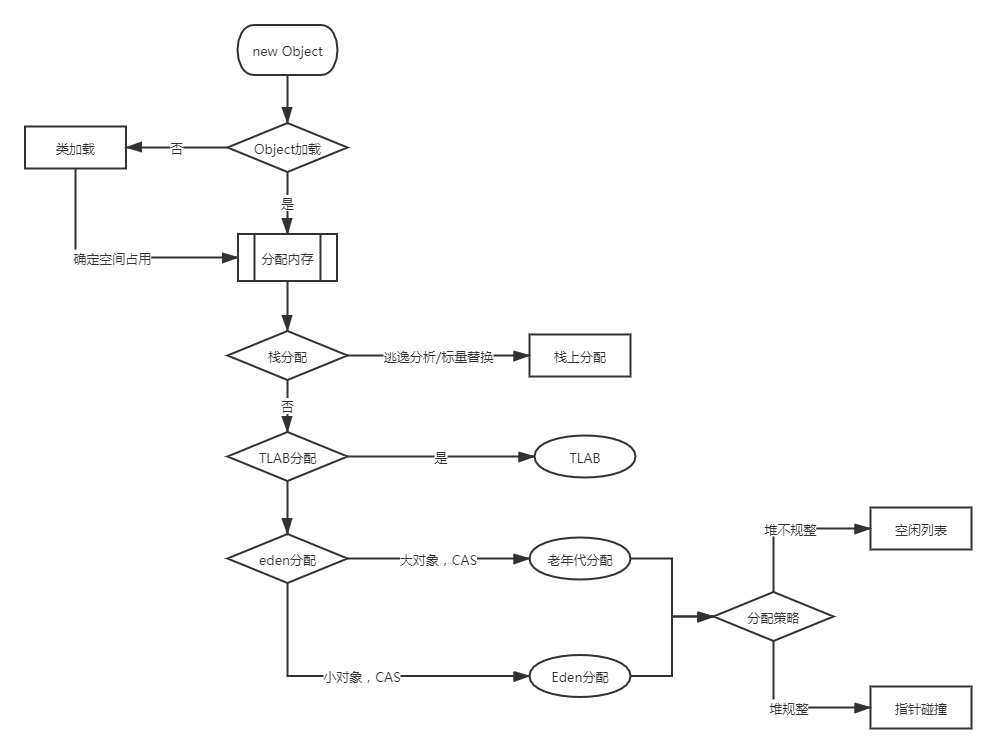 new Object
Object加载
否
类加载
是
确定空间占用
分配内存
栈分配
逃逸分析/标量替换
栈上分配
否
TLAB分配
是
TLAB
eden分配
大对象，CAS
老年代分配
堆不规整
空闲列表
分配策略
小对象，CAS
Eden分配
堆规整
指针碰撞